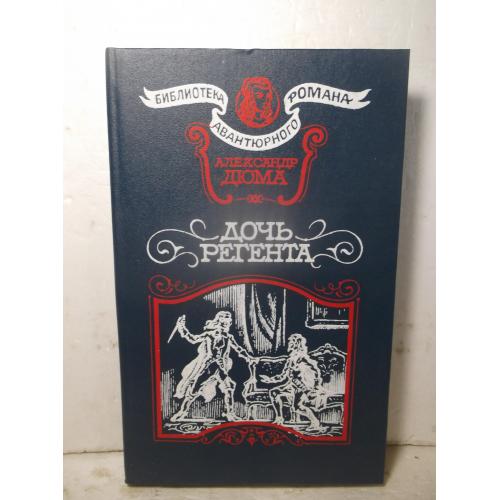 БИБЛИОТЕКА
АВАНТЮРНОГО
РОМАНА
АЛЕКСАНДР
ДЮМА
ДОЧЬ
РЕГЕНТА